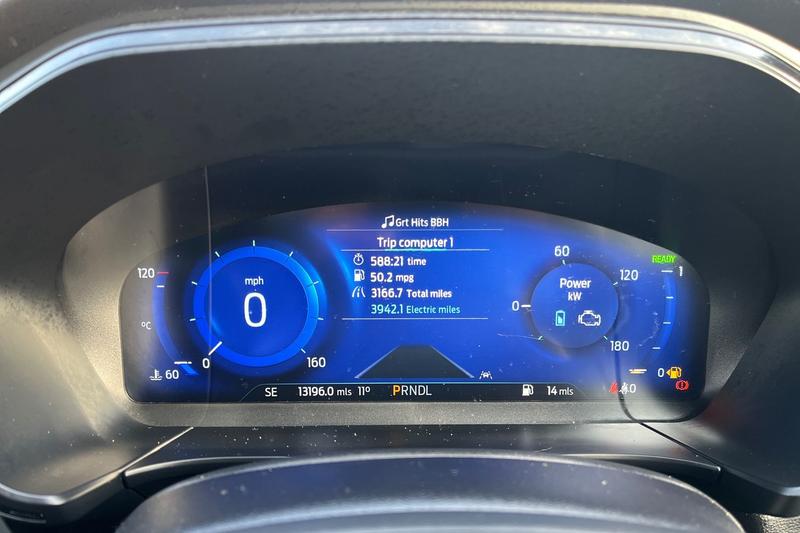 Grt Hits BBH
Trip computer 1
588:21 time
50.2 mpg
3166.7 Total miles
3942.1 Electric miles
120
°C
60
mph
0
0
160
60
0
120
180
Power
kW
READY
1
0
SE
13196.0 mls
11°
PRNDL
14 mls